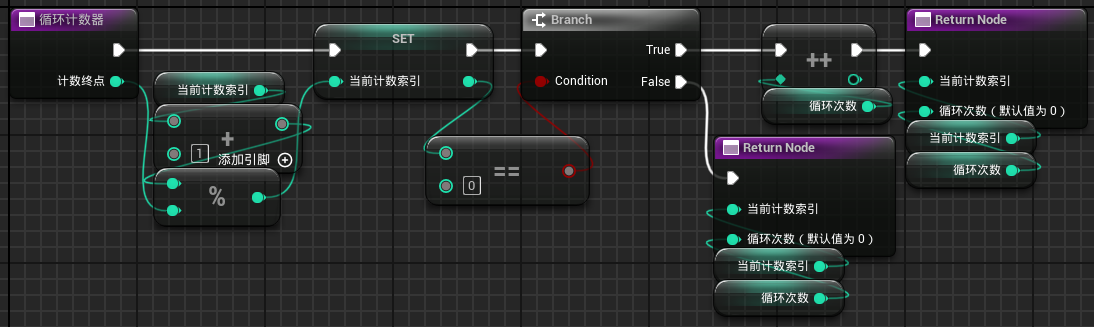 循环计数器
计数终点
当前计数索引
+
1
添加引脚
%
SET
当前计数索引
==
0
Branch
True
Condition
False
++
循环次数
Return Node
当前计数索引
循环次数（默认值为 0）
当前计数索引
循环次数
Return Node
当前计数索引
循环次数（默认值为 0）
当前计数索引
循环次数